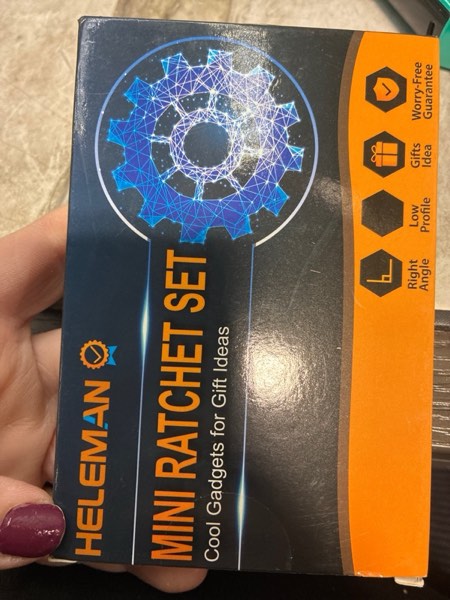 HELEMAN
MINI RATCHET SET
Cool Gadgets for Gift Ideas
Right
Angle
Low
Profile
Gifts
Idea
Worry-Free
Guarantee